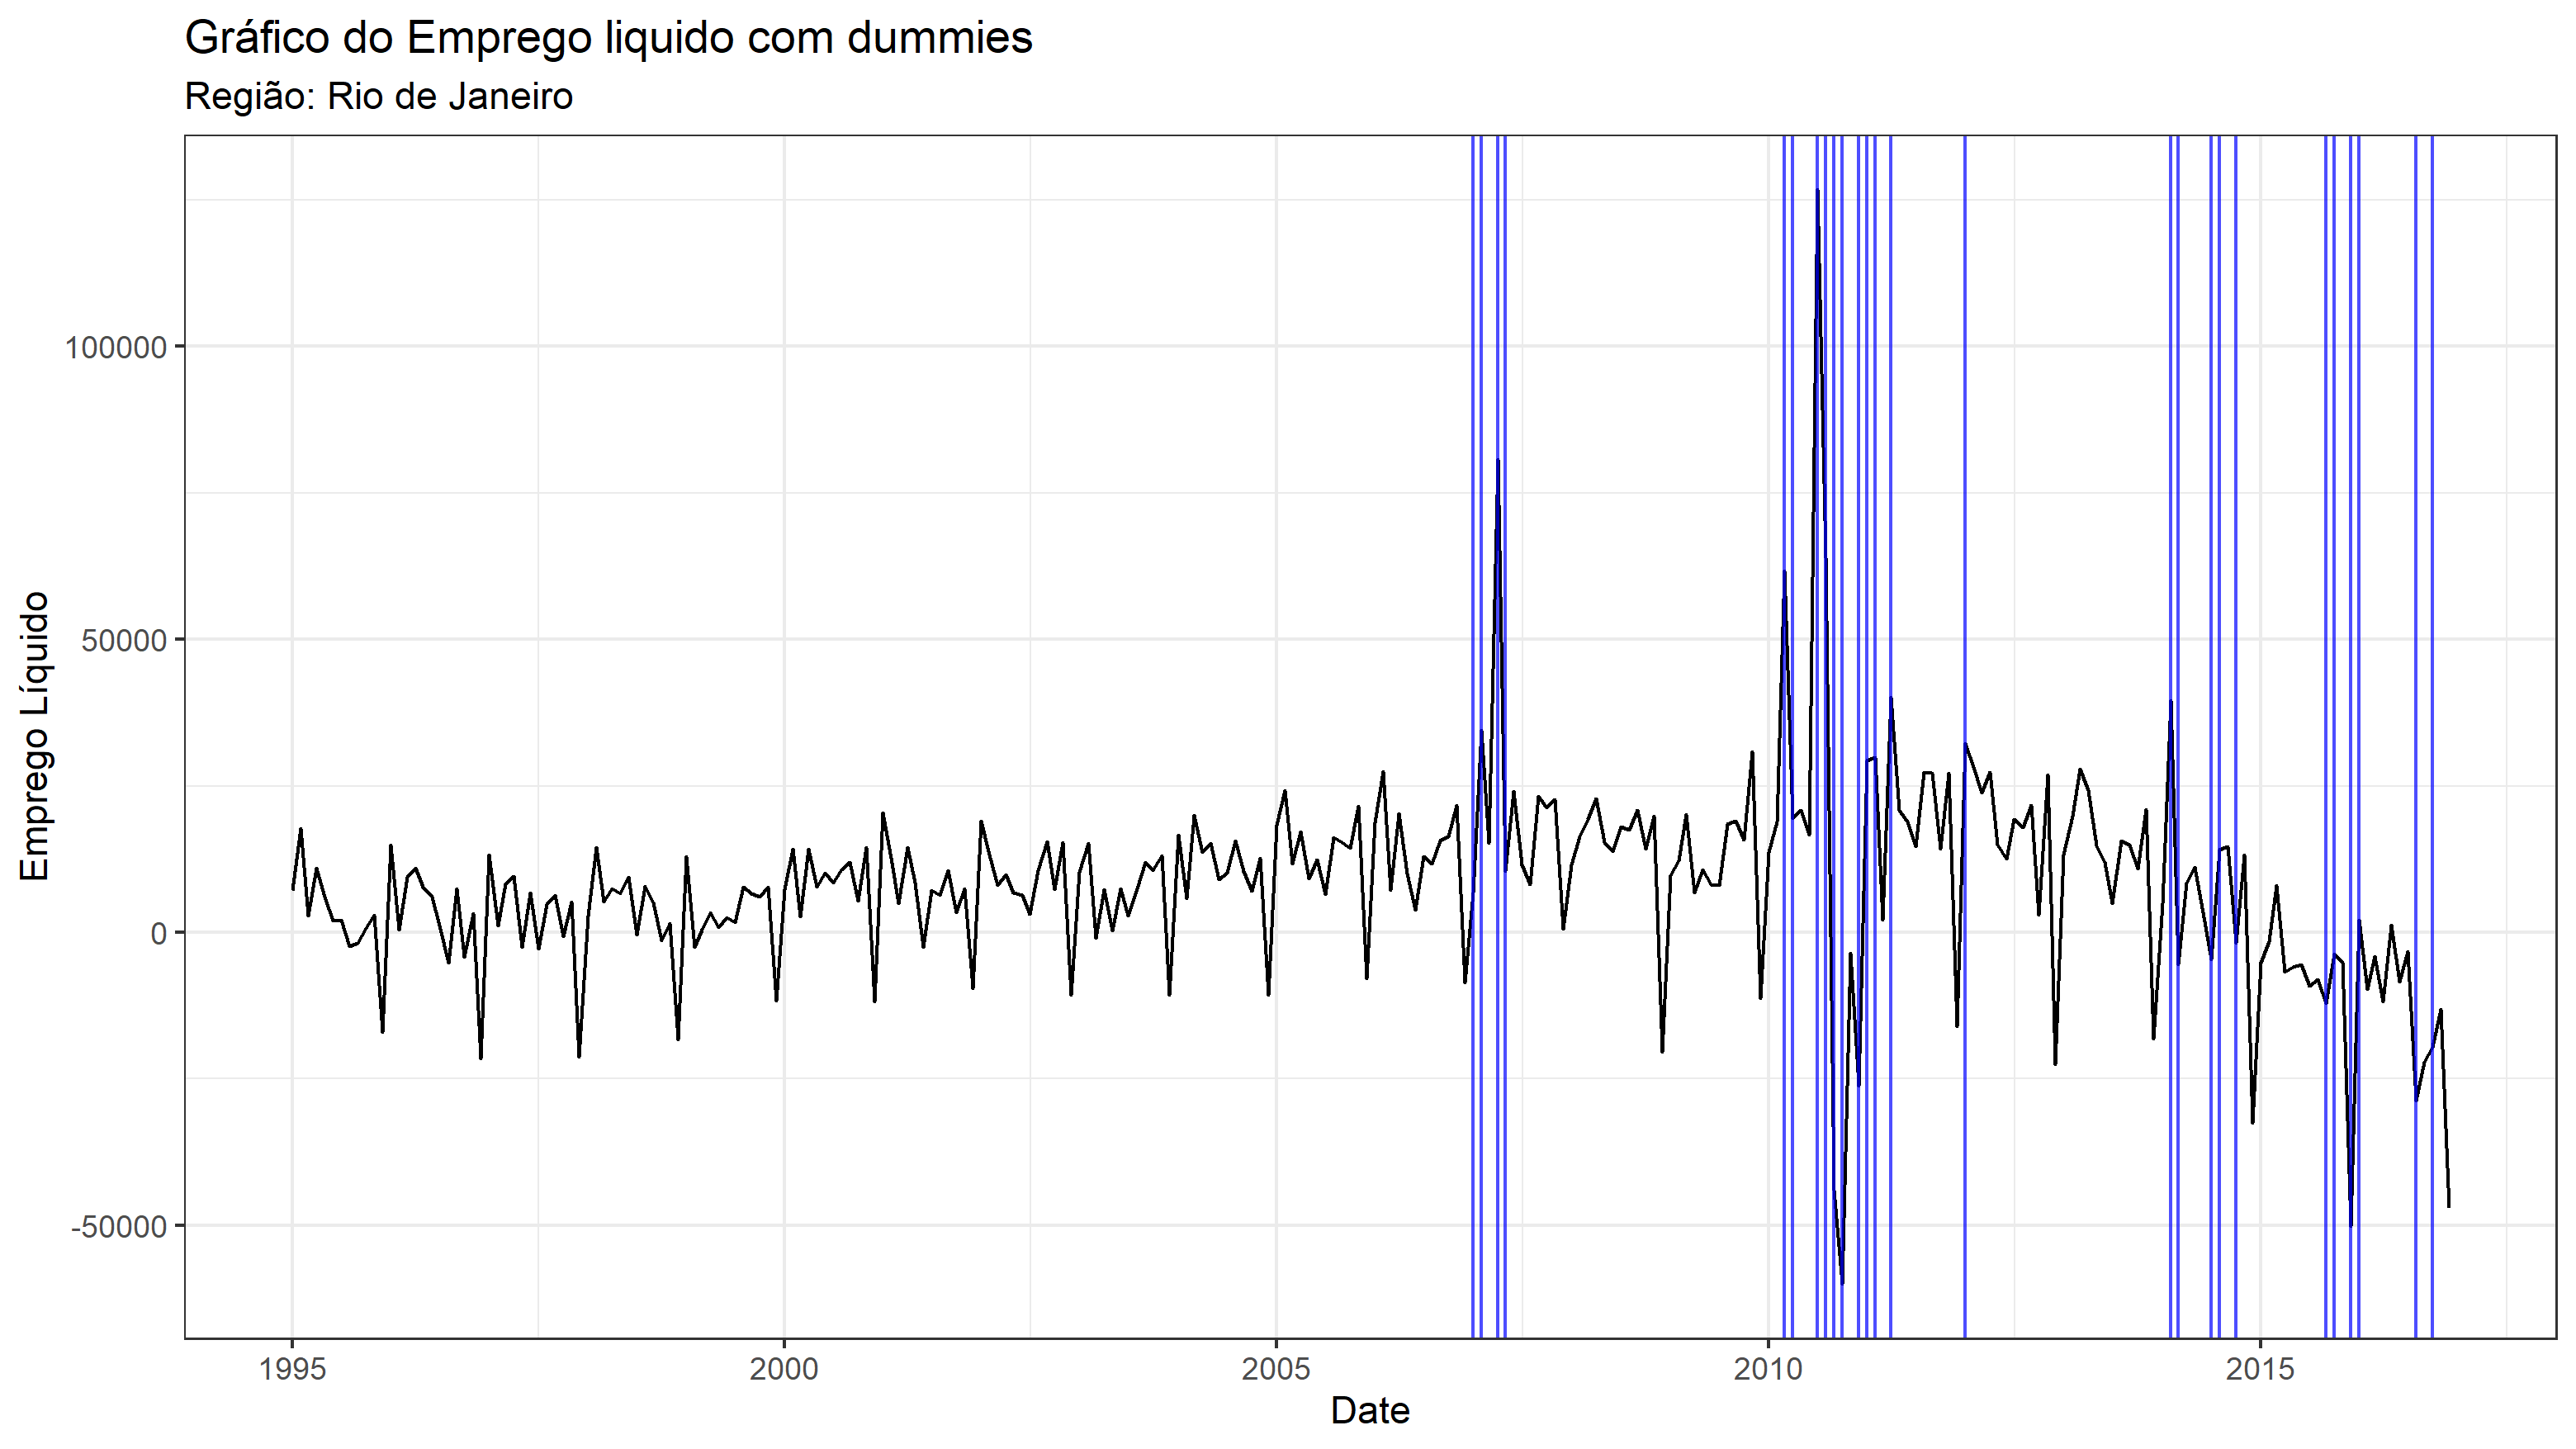 Gráfico do Emprego liquido com dummies
Região: Rio de Janeiro
Emprego Líquido
100000
50000
0
-50000
1995
2000
2005
2010
2015
Date